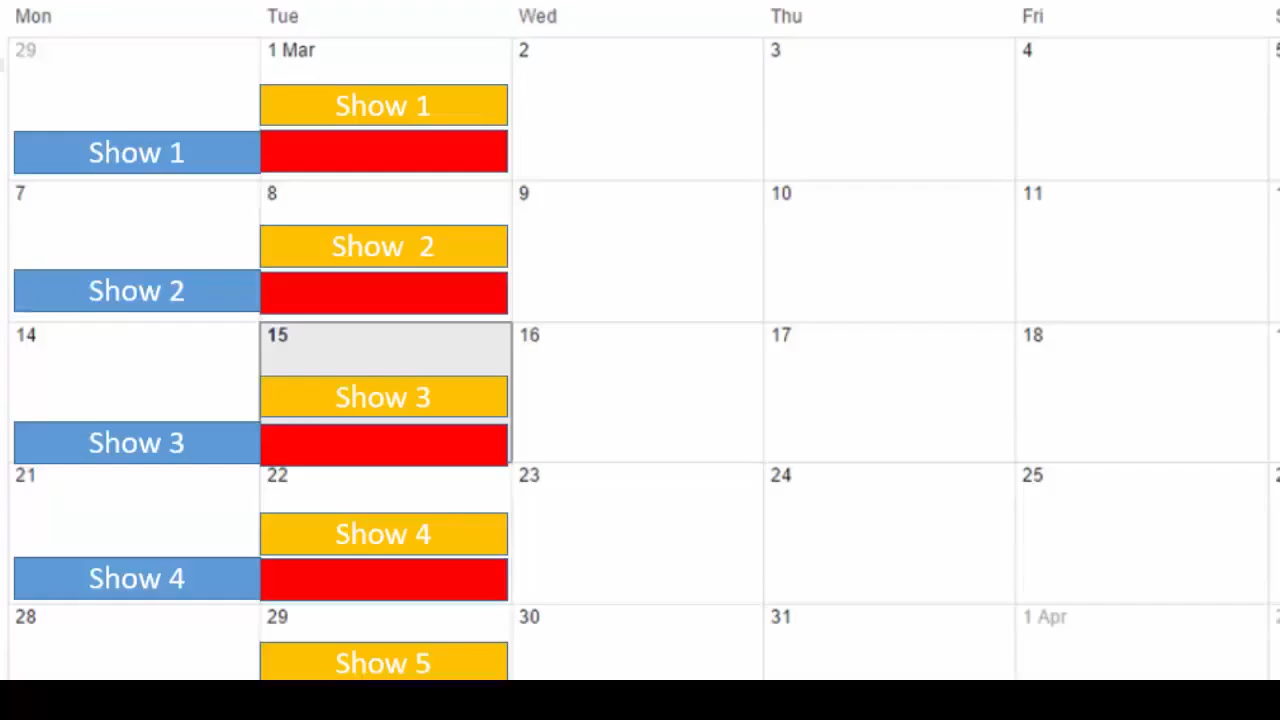 Mon Tue Wed Thu Fri
29 1 Mar 2 3 4
Show 1
Show 1
7 8 9 10 11
Show 2
Show 2
14 15 16 17 18
Show 3
Show 3
21 22 23 24 25
Show 4
Show 4
28 29 30 31 1 Apr
Show 5